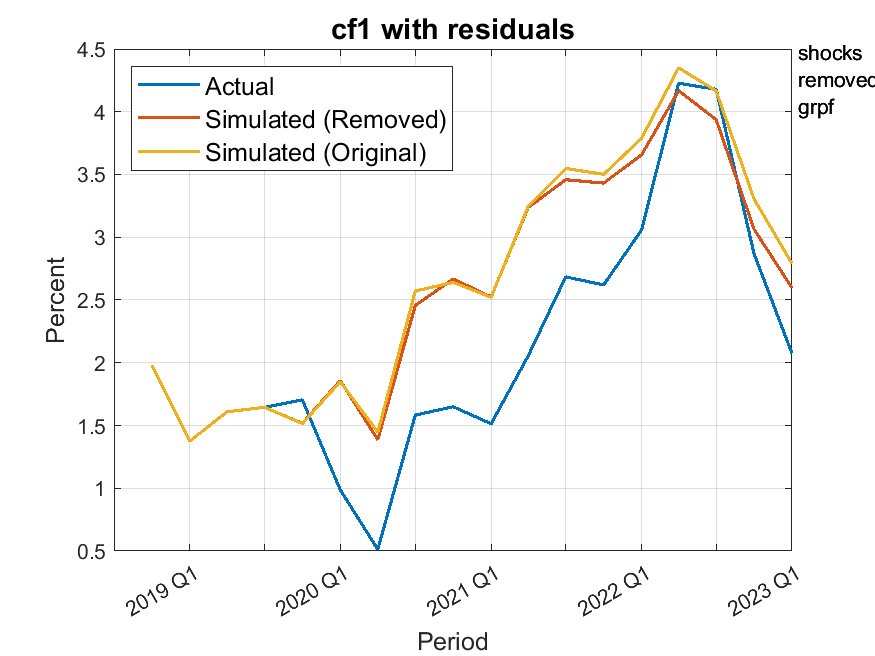 cf1 with residuals
4.5
4
3.5
3
2.5
2
1.5
1
0.5
Percent
Actual
Simulated (Removed)
Simulated (Original)
shocks
removed
grpf
2019 Q1
2020 Q1
2021 Q1
2022 Q1
2023 Q1
Period